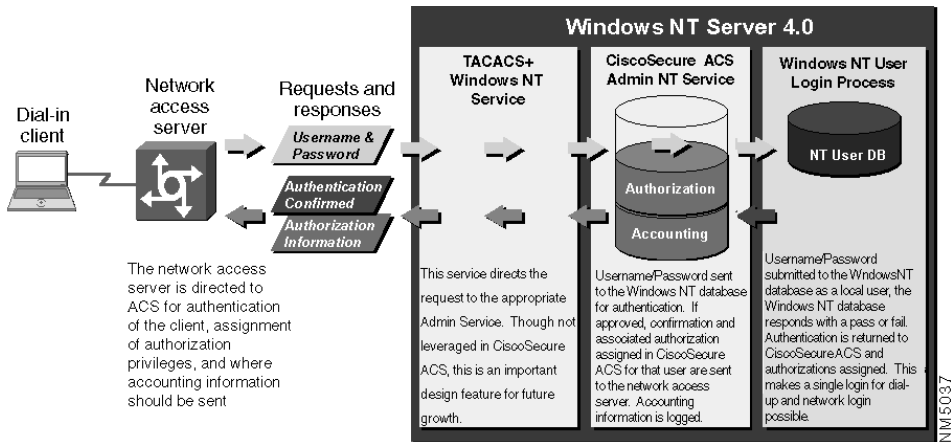 Windows NT Server 4.0
TACACS+
Windows NT
Service
CiscoSecure ACS
Admin NT Service
Windows NT User
Login Process
Dial-in
client
Network
access
server
Requests and
responses
Username &
Password
Authentication
Confirmed
Authorization
Information
Authorization
Accounting
NT User DB
The network access
server is directed to
ACS for authentication
of the client, assignment
of authorization
privileges, and where
accounting information
should be sent
This service directs the
request to the appropriate
Admin Service. Though not
leveraged in CiscoSecure
ACS, this is an important
design feature for future
growth.
Username/Password sent
to the Windows NT database
for authentication. If
approved, confirmation and
associated authorization
assigned in CiscoSecure
ACS for that user are sent
to the network access
server. Accounting
information is logged.
Username/Password
submitted to the WindowsNT
database as a local user, the
Windows NT database
responds with a pass or fail.
Authentication is returned to
CiscoSecureACS and
authorizations assigned. This
makes a single login for dial-
up and network login
possible.
NM5037